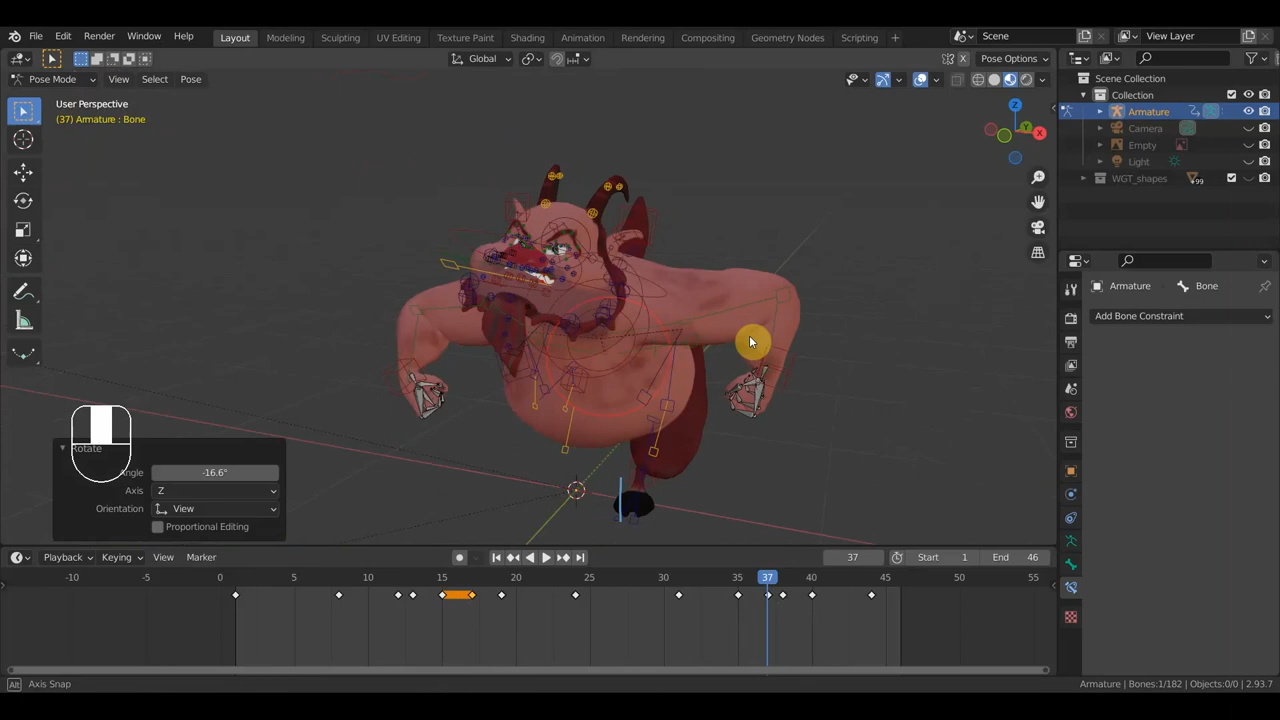 File Edit Render Window Help Layout Modeling Sculpting UV Editing Texture Paint Shading Animation Rendering Compositing Geometry Nodes Scripting + Scene View Layer
Global X Pose Options
Pose Mode View Select Pose
User Perspective
(37) Armature : Bone
Z
Y
X
Scene Collection
Collection
Armature
Camera
Empty
Light
WGT_shapes 99
Armature Bone
Add Bone Constraint
Rotate
Angle -16.6°
Axis Z
Orientation View
Proportional Editing
Playback Keying View Marker 37 Start 1 End 46
-10 -5 0 5 10 15 20 25 30 35 37 40 45 50 55
Alt Axis Snap Armature | Bones:1/182 | Objects:0/0 | 2.93.7